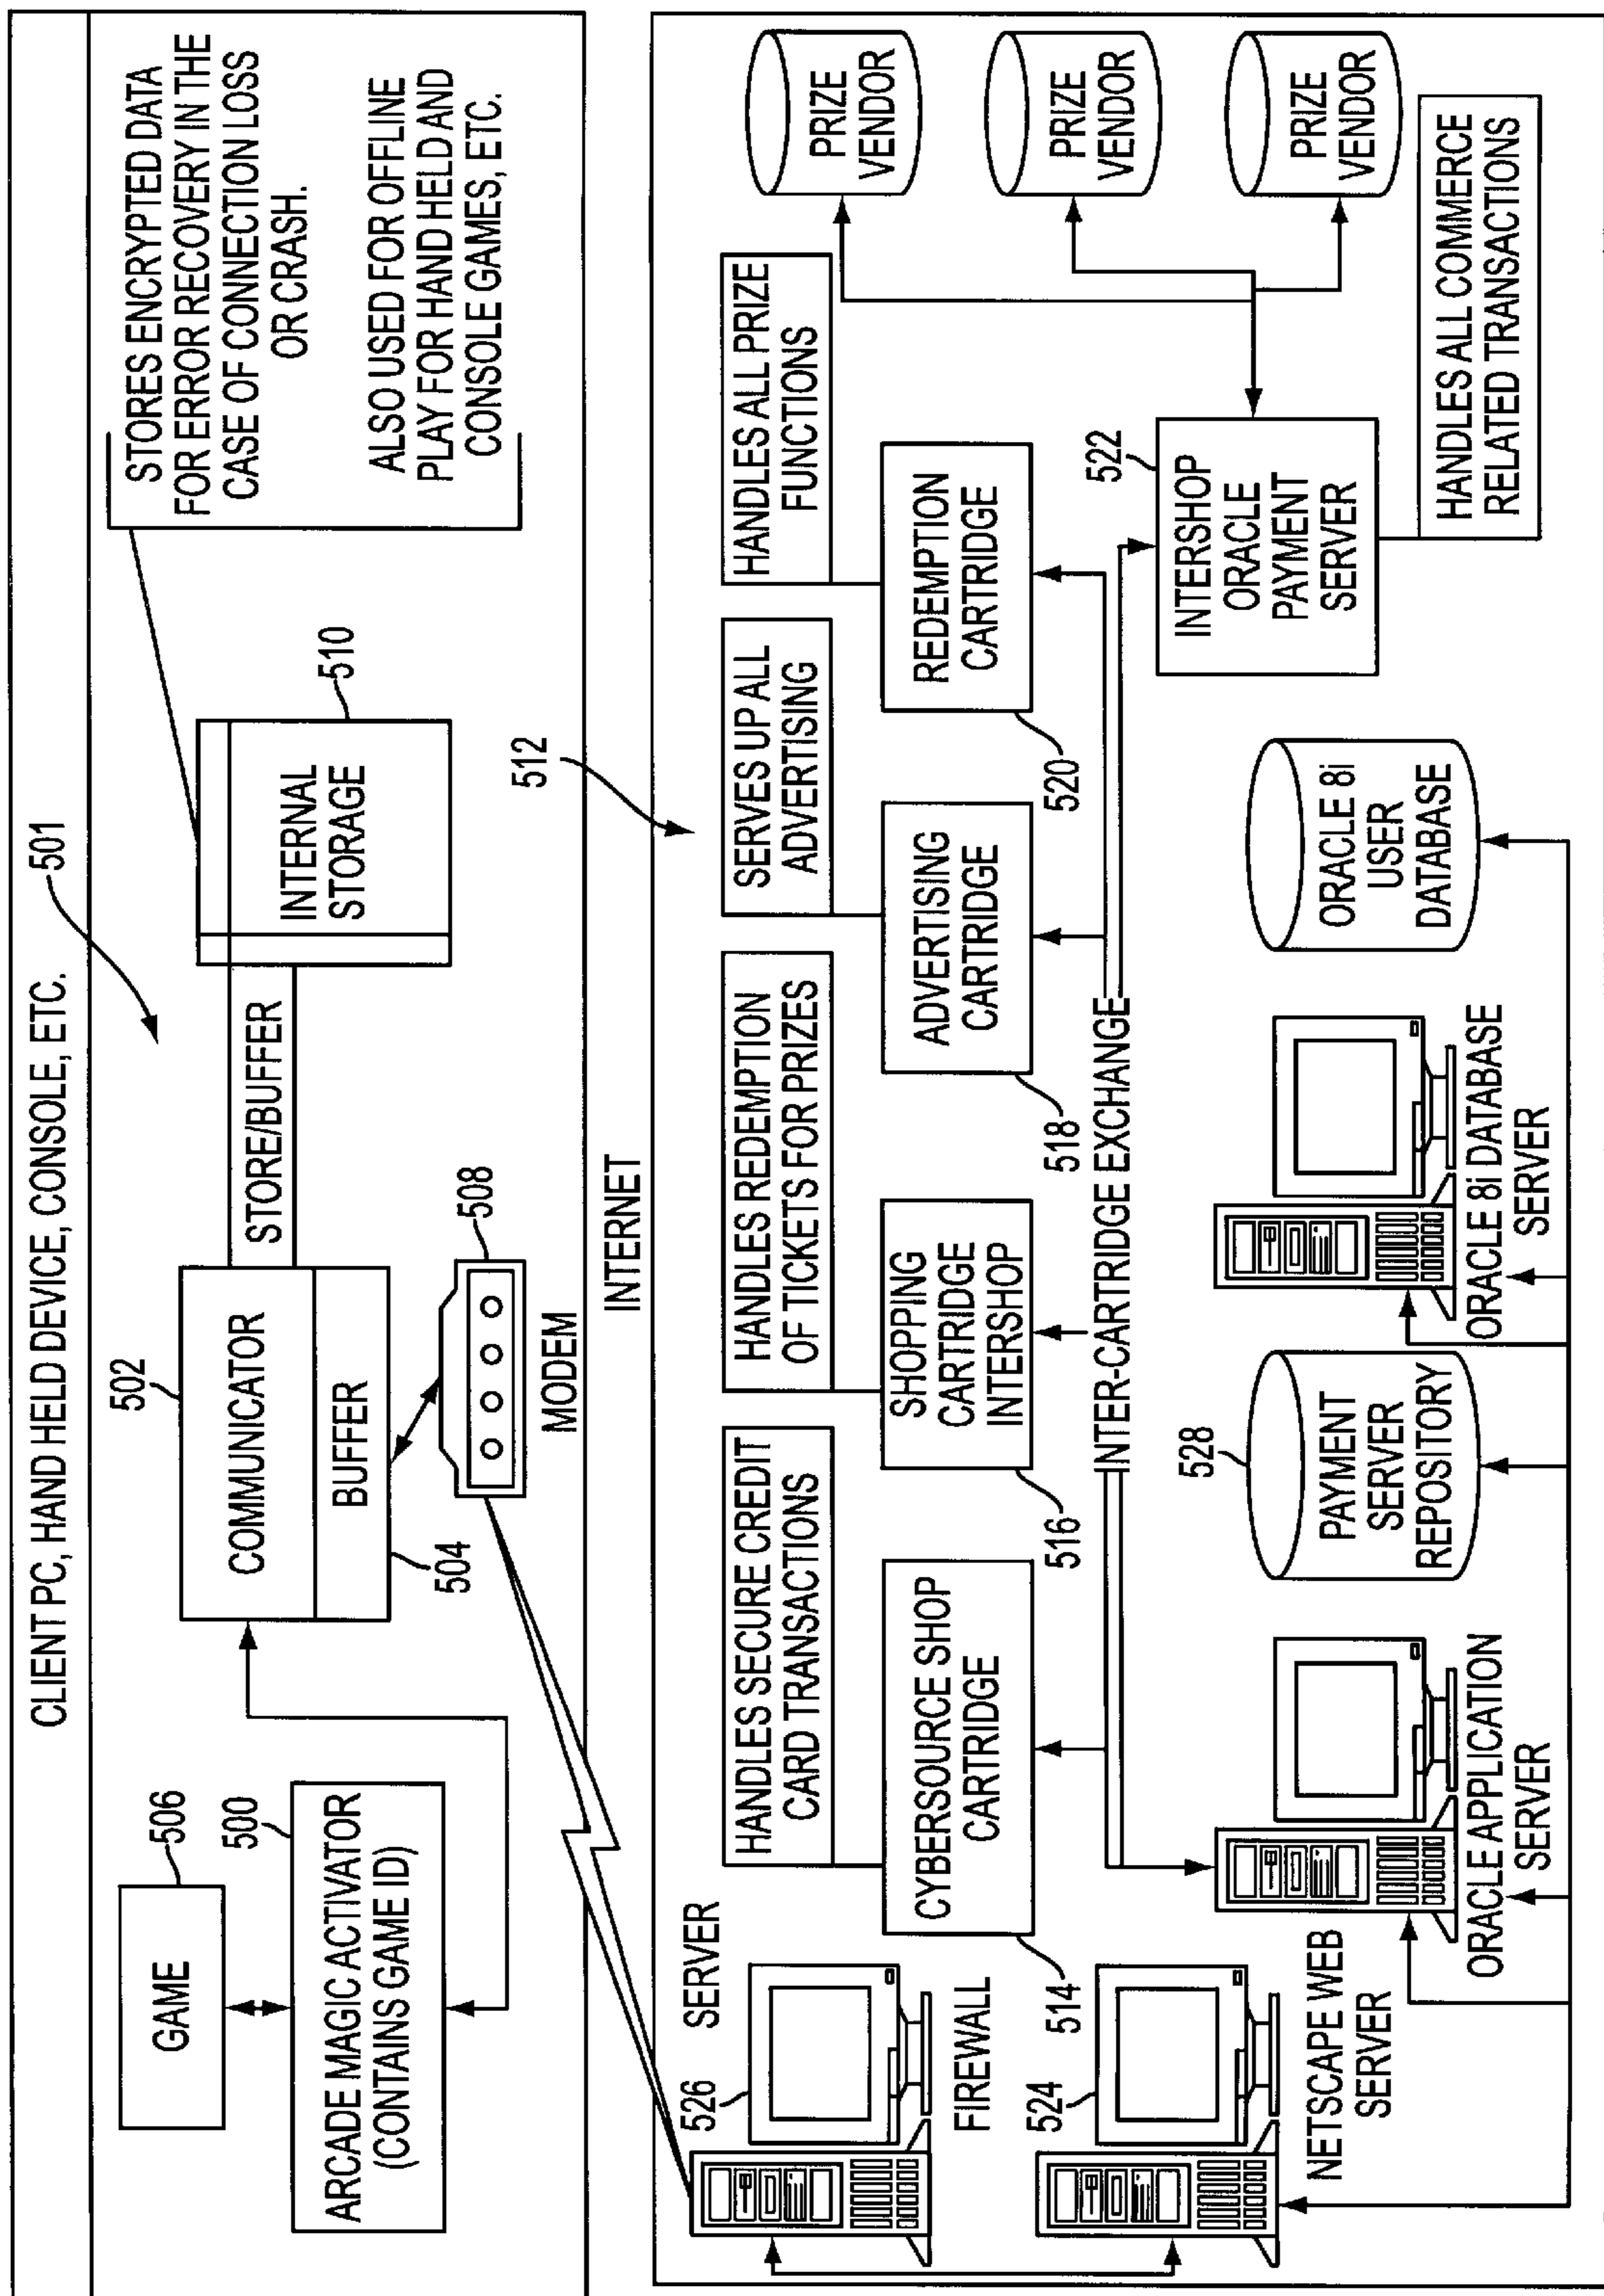 CLIENT PC, HAND HELD DEVICE, CONSOLE, ETC.
501
GAME
506
500
ARCADE MAGIC ACTIVATOR
(CONTAINS GAME ID)
502
COMMUNICATOR
BUFFER
504
STORE/BUFFER
508
MODEM
INTERNAL
STORAGE
510
STORES ENCRYPTED DATA
FOR ERROR RECOVERY IN THE
CASE OF CONNECTION LOSS
OR CRASH.
ALSO USED FOR OFFLINE
PLAY FOR HAND HELD AND
CONSOLE GAMES, ETC.
INTERNET
512
SERVER
526
FIREWALL
524
NETSCAPE WEB
SERVER
HANDLES SECURE CREDIT
CARD TRANSACTIONS
CYBERSOURCE SHOP
CARTRIDGE
514
HANDLES REDEMPTION
OF TICKETS FOR PRIZES
SHOPPING
CARTRIDGE
INTERSHOP
516
SERVES UP ALL
ADVERTISING
ADVERTISING
CARTRIDGE
518
HANDLES ALL PRIZE
FUNCTIONS
REDEMPTION
CARTRIDGE
520
INTER-CARTRIDGE EXCHANGE
PRIZE
VENDOR
PRIZE
VENDOR
PRIZE
VENDOR
522
INTERSHOP
ORACLE
PAYMENT
SERVER
HANDLES ALL COMMERCE
RELATED TRANSACTIONS
ORACLE APPLICATION
SERVER
528
PAYMENT
SERVER
REPOSITORY
ORACLE 8i DATABASE
SERVER
ORACLE 8i
USER
DATABASE